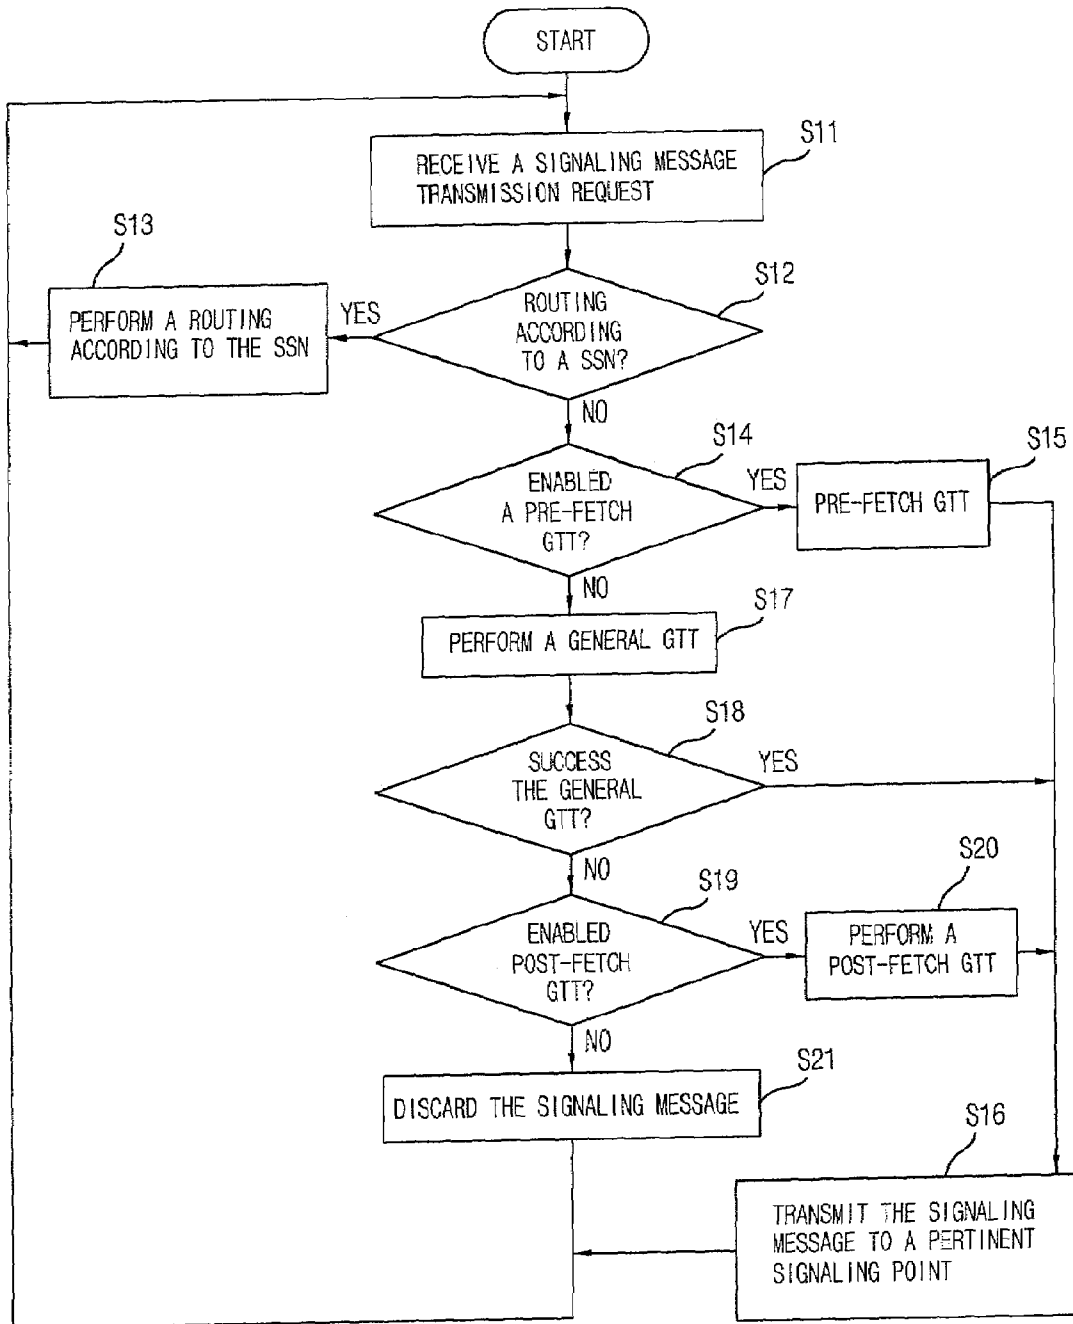 START
S11
RECEIVE A SIGNALING MESSAGE
TRANSMISSION REQUEST
S13
S12
PERFORM A ROUTING
ACCORDING TO THE SSN
YES
ROUTING
ACCORDING
TO A SSN?
NO
S14
S15
ENABLED
A PRE-FETCH
GTT?
YES
PRE-FETCH GTT
NO
S17
PERFORM A GENERAL GTT
S18
SUCCESS
THE GENERAL
GTT?
YES
NO
S19
S20
ENABLED
POST-FETCH
GTT?
YES
PERFORM A
POST-FETCH GTT
NO
S21
DISCARD THE SIGNALING MESSAGE
S16
TRANSMIT THE SIGNALING
MESSAGE TO A PERTINENT
SIGNALING POINT